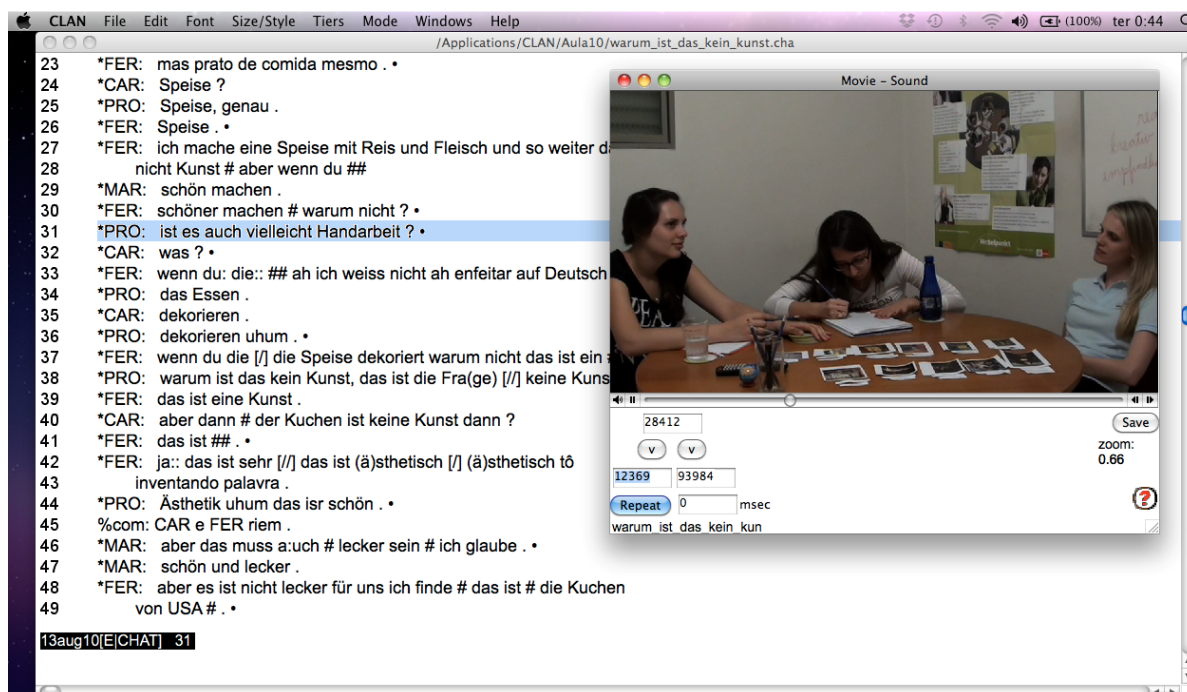 CLAN File Edit Font Size/Style Tiers Mode Windows Help (100%) ter 0:44
/Applications/CLAN/Aula10/warum_ist_das_kein_kunst.cha
23 *FER: mas prato de comida mesmo . •
24 *CAR: Speise ?
25 *PRO: Speise, genau .
26 *FER: Speise . •
27 *FER: ich mache eine Speise mit Reis und Fleisch und so weiter
28 nicht Kunst # aber wenn du ##
29 *MAR: schön machen .
30 *FER: schöner machen # warum nicht ? •
31 *PRO: ist es auch vielleicht Handarbeit ? •
32 *CAR: was ? •
33 *FER: wenn du: die:: ## ah ich weiss nicht ah enfeitar auf Deutsch
34 *PRO: das Essen .
35 *CAR: dekorieren .
36 *PRO: dekorieren uhum . •
37 *FER: wenn du die [/] die Speise dekoriert warum nicht das ist ein
38 *PRO: warum ist das kein Kunst, das ist die Fra(ge) [//] keine Kuns
39 *FER: das ist eine Kunst .
40 *CAR: aber dann # der Kuchen ist keine Kunst dann ?
41 *FER: das ist ## . •
42 *FER: ja:: das ist sehr [//] das ist (ä)sthetisch [/] (ä)sthetisch tô
43 inventando palavra .
44 *PRO: Ästhetik uhum das isr schön . •
45 %com: CAR e FER riem .
46 *MAR: aber das muss a:uch # lecker sein # ich glaube . •
47 *MAR: schön und lecker .
48 *FER: aber es ist nicht lecker für uns ich finde # das ist # die Kuchen
49 von USA # . •
13aug10[E|CHAT] 31
Movie – Sound
kreativ
28412
Save
v v
zoom:
0.66
12369 93984
Repeat 0 msec
?
warum_ist_das_kein_kun